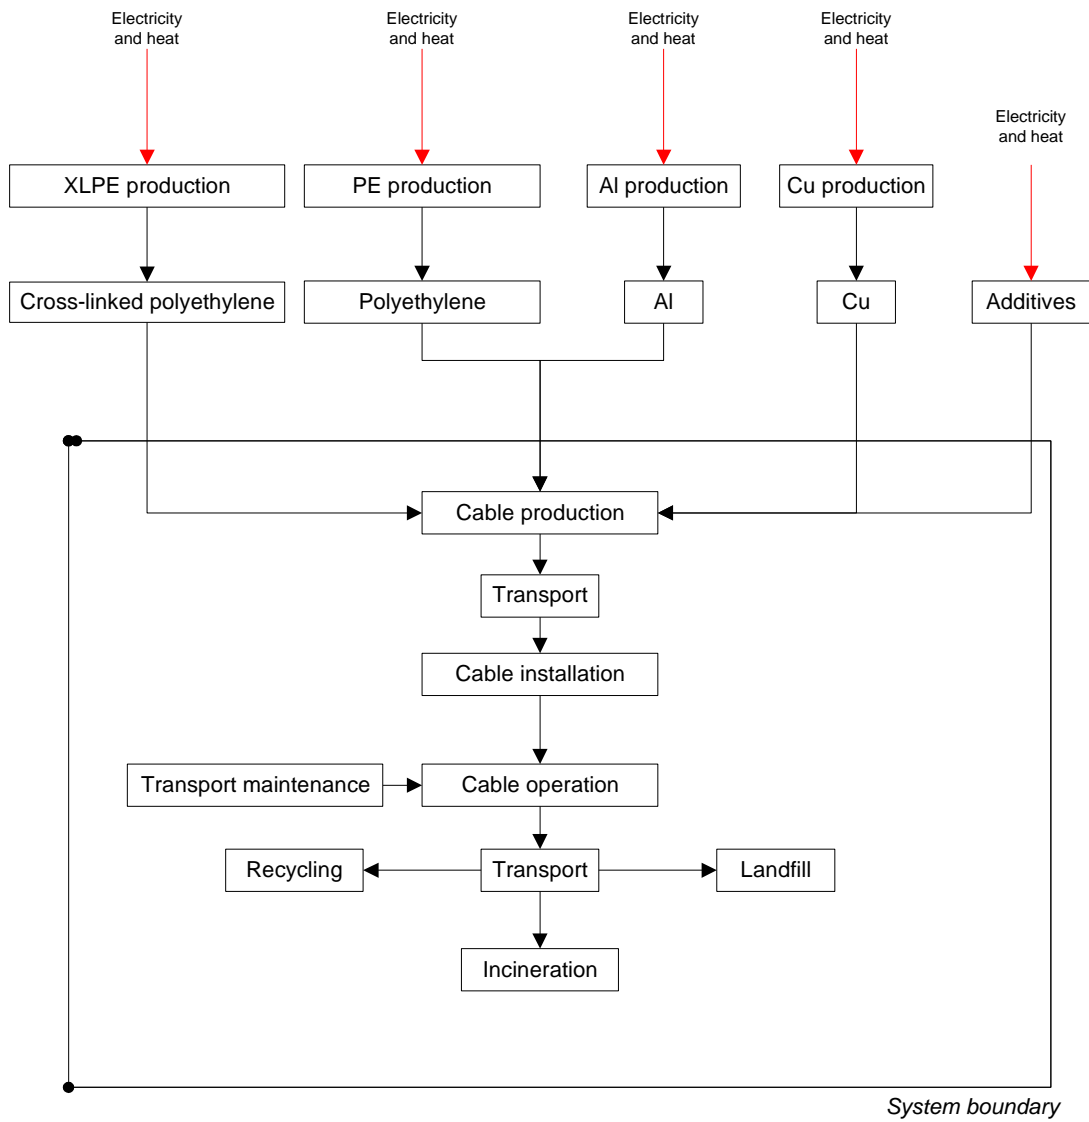 Electricity
and heat
Electricity
and heat
Electricity
and heat
Electricity
and heat
Electricity
and heat
XLPE production
PE production
Al production
Cu production
Cross-linked polyethylene
Polyethylene
Al
Cu
Additives
Cable production
Transport
Cable installation
Transport maintenance
Cable operation
Recycling
Transport
Landfill
Incineration
System boundary